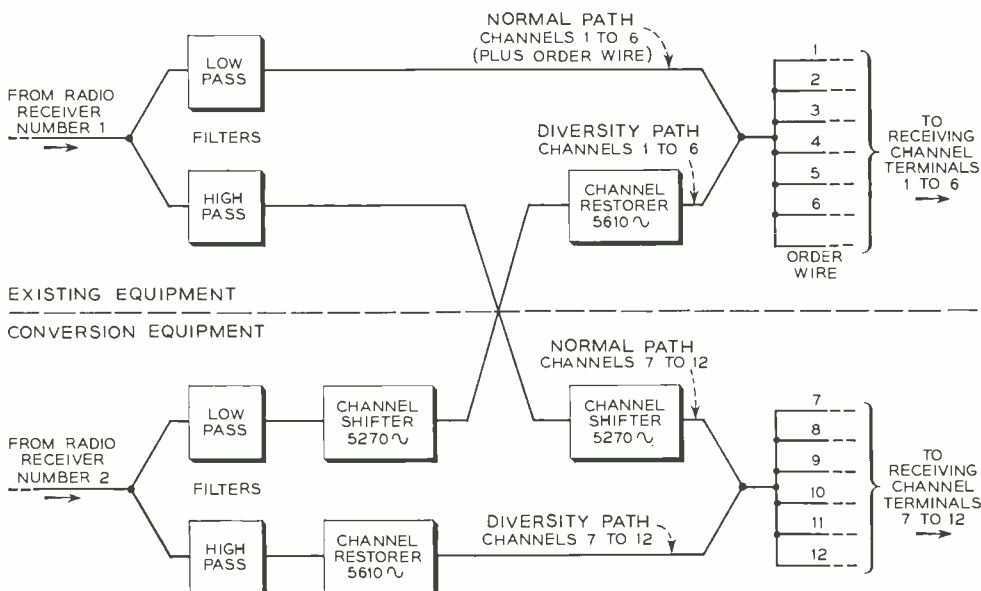 NORMAL PATH
CHANNELS 1 TO 6
(PLUS ORDER WIRE)
LOW
PASS
FROM RADIO
RECEIVER
NUMBER 1
FILTERS
HIGH
PASS
DIVERSITY PATH
CHANNELS 1 TO 6
CHANNEL
RESTORER
5610~
1
2
3
4
5
6
ORDER
WIRE
TO
RECEIVING
CHANNEL
TERMINALS
1 TO 6
EXISTING EQUIPMENT
CONVERSION EQUIPMENT
NORMAL PATH
CHANNELS 7 TO 12
LOW
PASS
CHANNEL
SHIFTER
5270~
CHANNEL
SHIFTER
5270~
FROM RADIO
RECEIVER
NUMBER 2
FILTERS
HIGH
PASS
CHANNEL
RESTORER
5610~
DIVERSITY PATH
CHANNELS 7 TO 12
7
8
9
10
11
12
TO
RECEIVING
CHANNEL
TERMINALS
7 TO 12